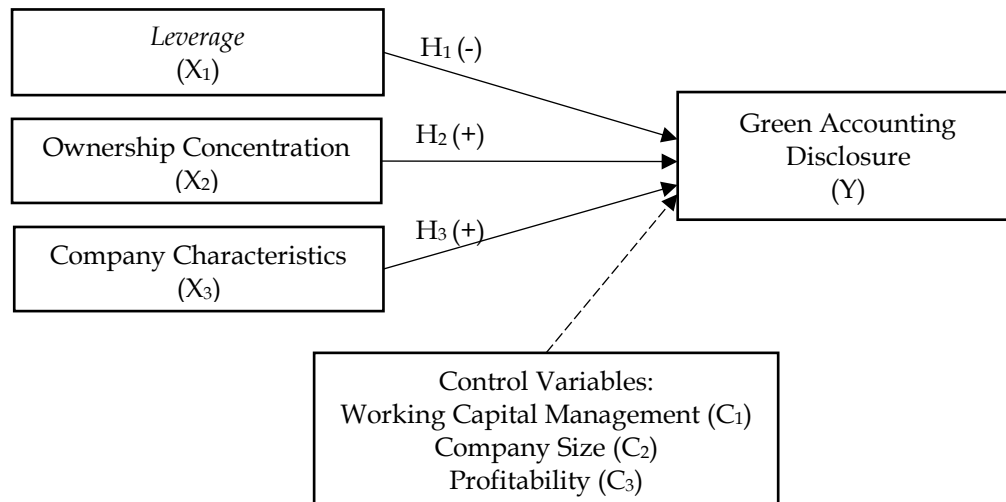 Leverage
(X₁)
H₁ (-)
Ownership Concentration
(X₂)
H₂ (+)
Company Characteristics
(X₃)
H₃ (+)
Green Accounting
Disclosure
(Y)
Control Variables:
Working Capital Management (C₁)
Company Size (C₂)
Profitability (C₃)